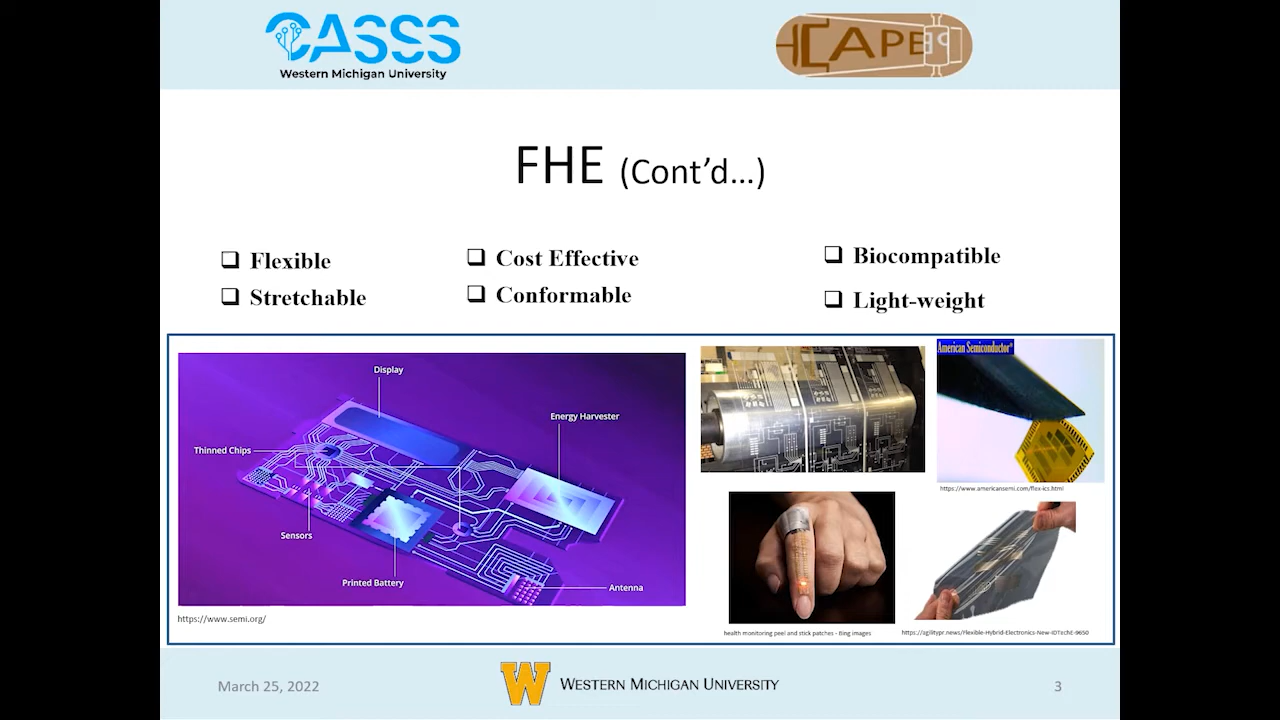 CASSS
Western Michigan University
CAPE
FHE (Cont’d…)
❑ Flexible
❑ Stretchable
❑ Cost Effective
❑ Conformable
❑ Biocompatible
❑ Light-weight
Display
Energy Harvester
Thinned Chips
Sensors
Printed Battery
Antenna
https://www.semi.org/
American Semiconductor®
https://www.americansemi.com/flex-ics.html
health monitoring peel and stick patches - Bing images
https://agilitypr.news/Flexible-Hybrid-Electronics-New-IDTechE-9650
March 25, 2022
W
WESTERN MICHIGAN UNIVERSITY
3